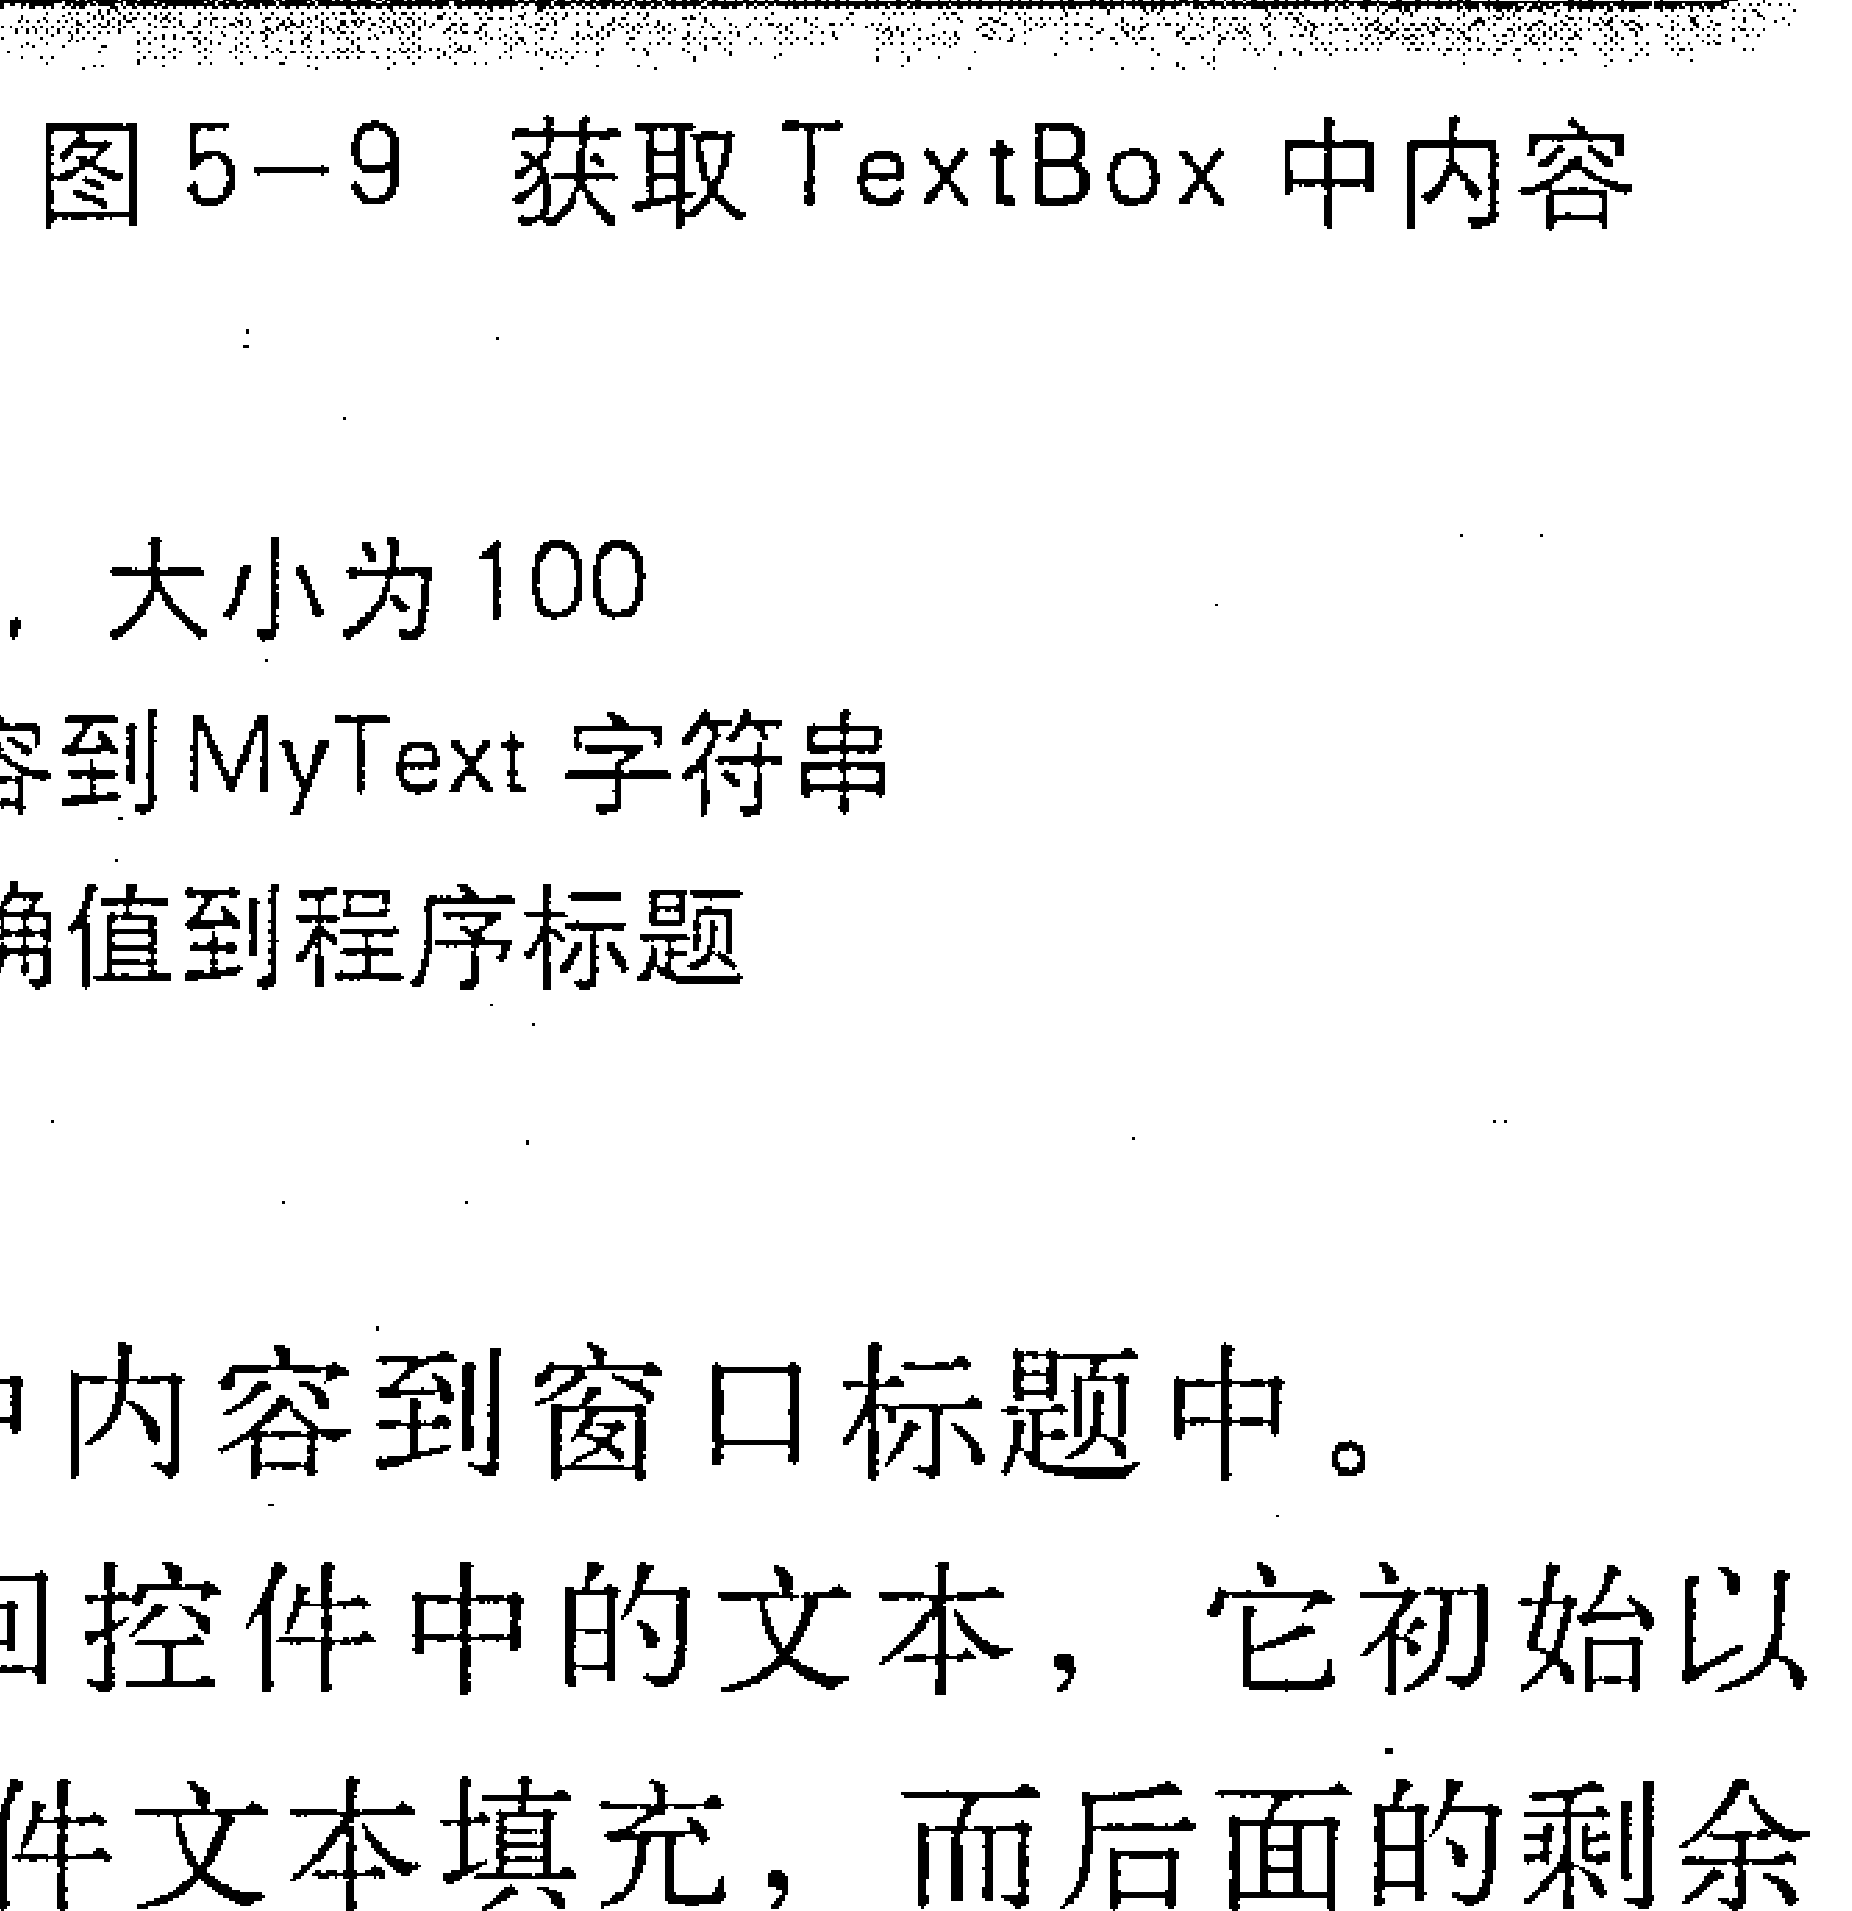 图 5-9 获取 TextBox 中内容
，大小为 100
容到 MyText 字符串
确值到程序标题
中内容到窗口标题中。
回控件中的文本，它初始以
件文本填充，而后面的剩余